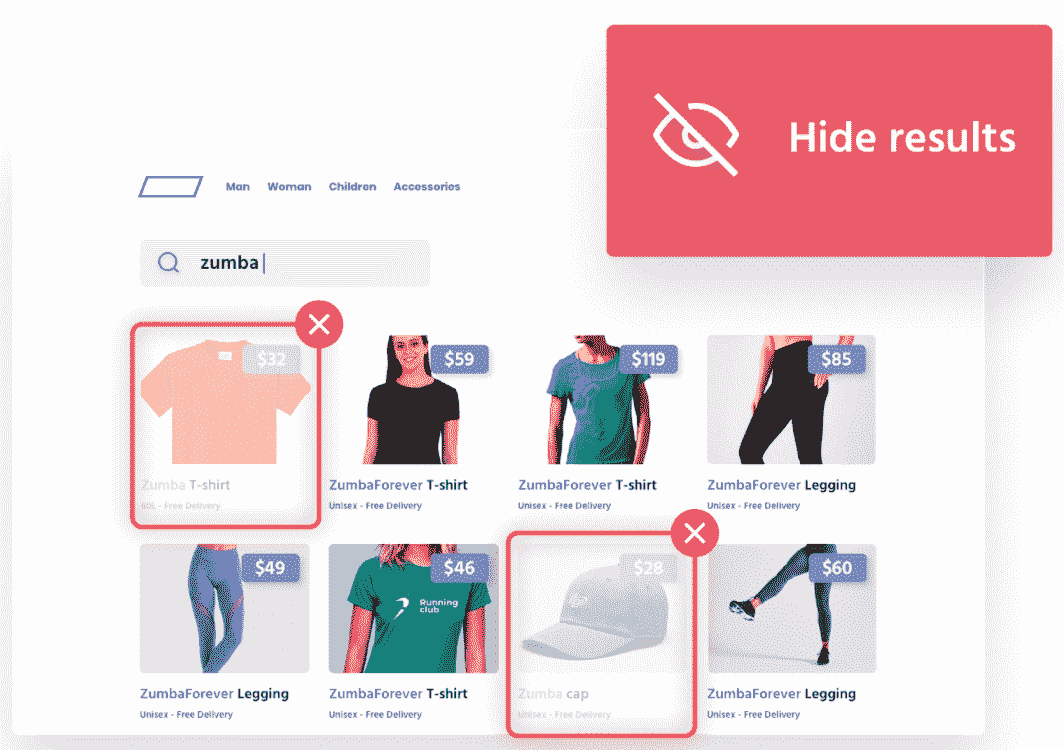 Hide results
Man Woman Children Accessories
zumba
$32
$59
$119
$85
Zumba T-shirt
ZumbaForever T-shirt
ZumbaForever T-shirt
ZumbaForever Legging
- Free Delivery
Unisex - Free Delivery
Unisex - Free Delivery
Unisex - Free Delivery
$49
$46
$28
$60
Running
club
ZumbaForever Legging
ZumbaForever T-shirt
Zumba cap
ZumbaForever Legging
Unisex - Free Delivery
Unisex - Free Delivery
Unisex - Free Delivery
Unisex - Free Delivery